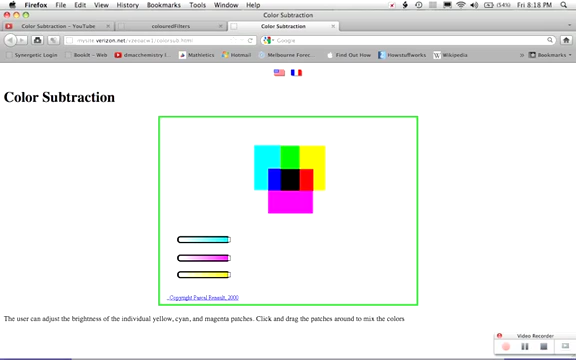 Firefox File Edit View History Bookmarks Tools Window Help
(54%) Fri 8:18 PM
Color Subtraction
Color Subtraction – YouTube colouredFilters Color Subtraction
Google
Synergetic Login BookIt – Web dmacchemistry Mathletics Hotmail Melbourne Forec... Find Out How Howstuffworks Wikipedia Bookmarks
Color Subtraction
Copyright Pascal Renault, 2000
The user can adjust the brightness of the individual yellow, cyan, and magenta patches. Click and drag the patches around to mix the colors
Video Recorder